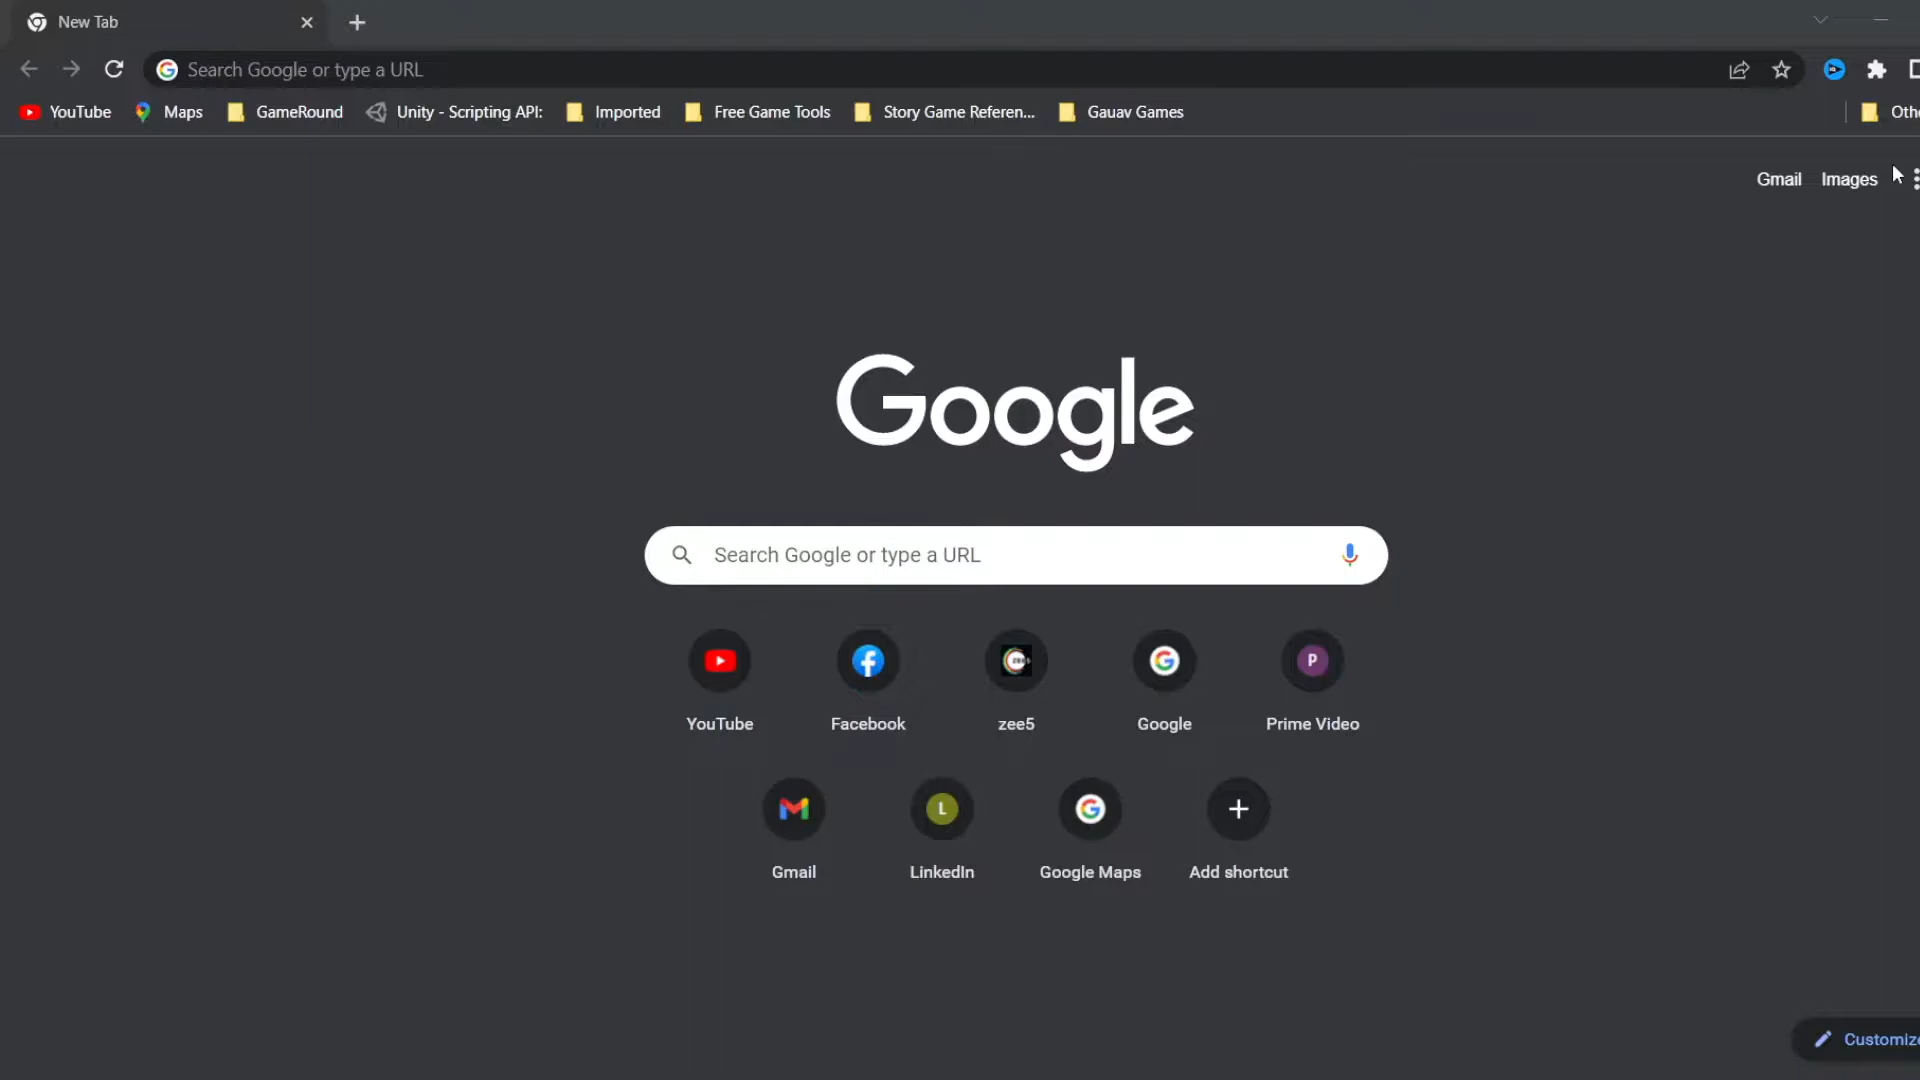 New Tab
Search Google or type a URL
YouTube Maps GameRound Unity - Scripting API: Imported Free Game Tools Story Game Referen... Gauav Games
Gmail Images
Google
Search Google or type a URL
YouTube Facebook zee5 Google Prime Video
Gmail LinkedIn Google Maps Add shortcut